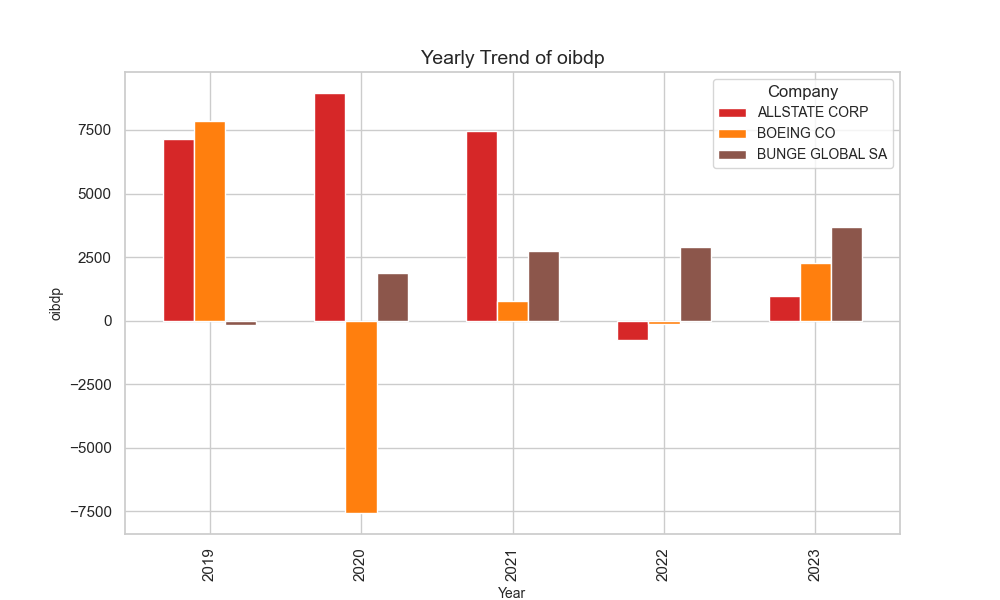 Yearly Trend of oibdp
Company
ALLSTATE CORP
BOEING CO
BUNGE GLOBAL SA
7500
5000
2500
0
−2500
−5000
−7500
oibdp
2019
2020
2021
2022
2023
Year